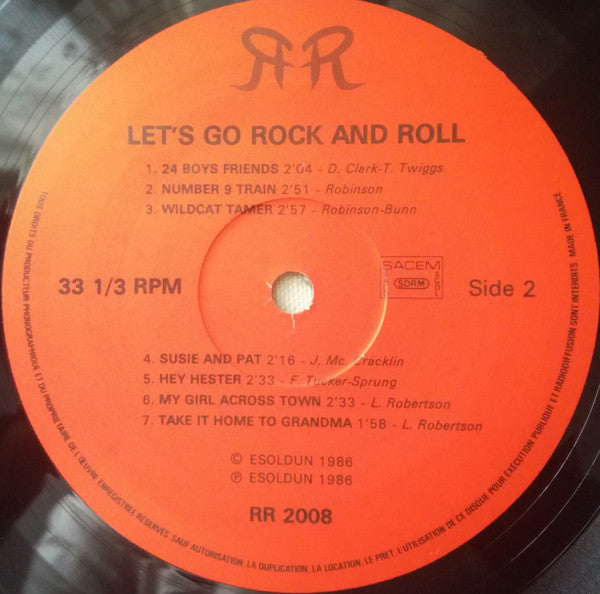 RR
LET'S GO ROCK AND ROLL
1. 24 BOYS FRIENDS 2'04 - D. Clark-T. Twiggs
2. NUMBER 9 TRAIN 2'51 - Robinson
3. WILDCAT TAMER 2'57 - Robinson-Bunn
33 1/3 RPM
SACEM
SDRM
Side 2
4. SUSIE AND PAT 2'16 - J. Mc. Cracklin
5. HEY HESTER 2'33 - F. Tucker-Sprung
6. MY GIRL ACROSS TOWN 2'33 - L. Robertson
7. TAKE IT HOME TO GRANDMA 1'58 - L. Robertson
© ESOLDUN 1986
℗ ESOLDUN 1986
RR 2008
TOUS DROITS DU PRODUCTEUR PHONOGRAPHIQUE ET DU PROPRIETAIRE DE L'ŒUVRE ENREGISTREE RESERVES. SAUF AUTORISATION, LA DUPLICATION, LA LOCATION, LE PRET, L'UTILISATION DE CE DISQUE POUR EXECUTION PUBLIQUE ET RADIODIFFUSION SONT INTERDITS. MADE IN FRANCE